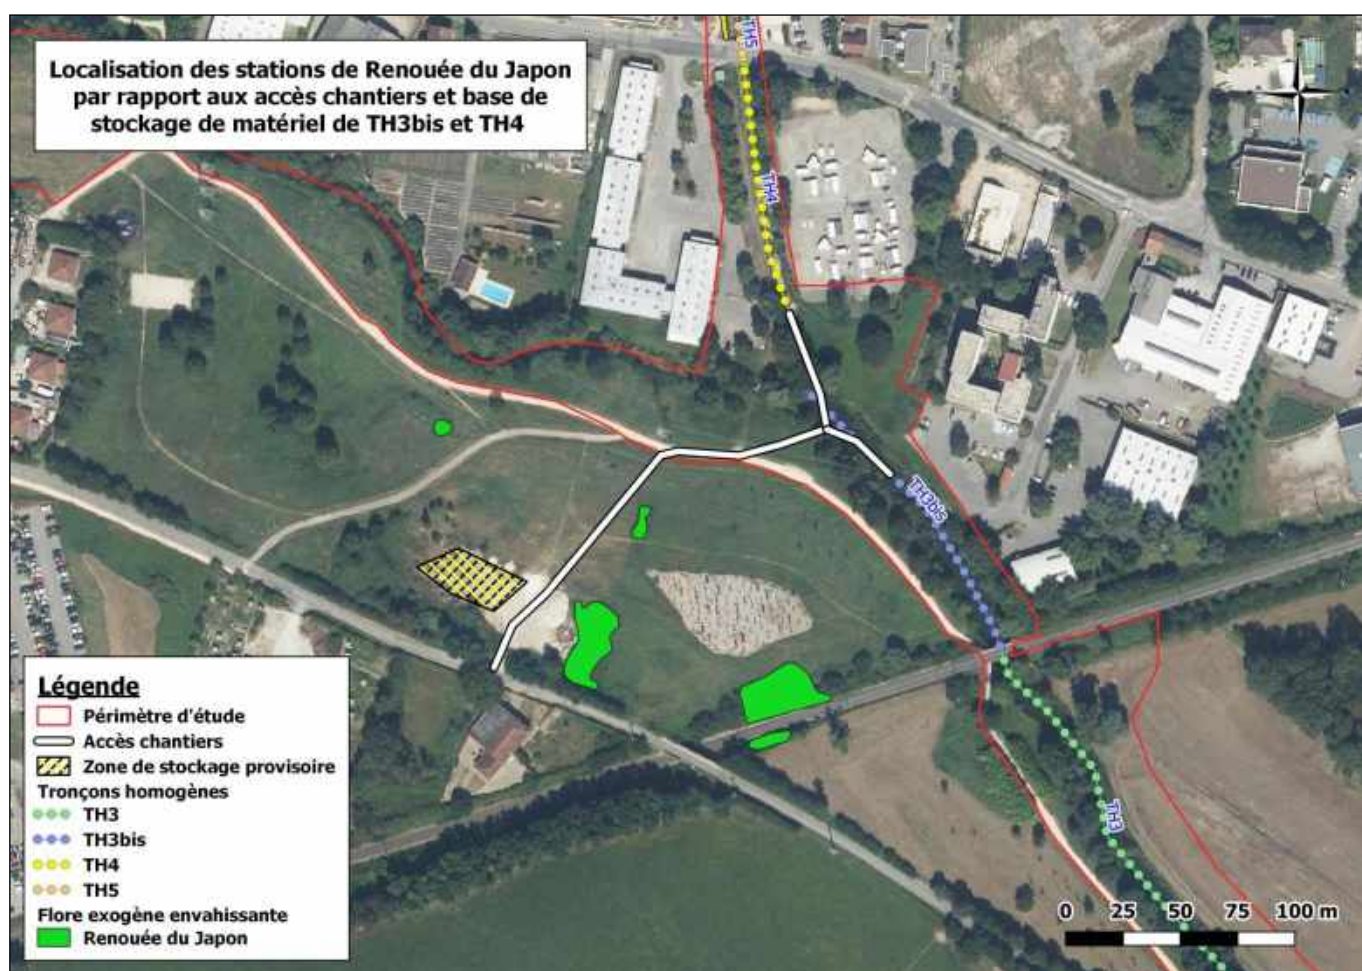 Localisation des stations de Renouée du Japon
par rapport aux accès chantiers et base de
stockage de matériel de TH3bis et TH4
TH5
TH4
TH3bis
TH3
Légende
Périmètre d'étude
Accès chantiers
Zone de stockage provisoire
Tronçons homogènes
TH3
TH3bis
TH4
TH5
Flore exogène envahissante
Renouée du Japon
0 25 50 75 100 m